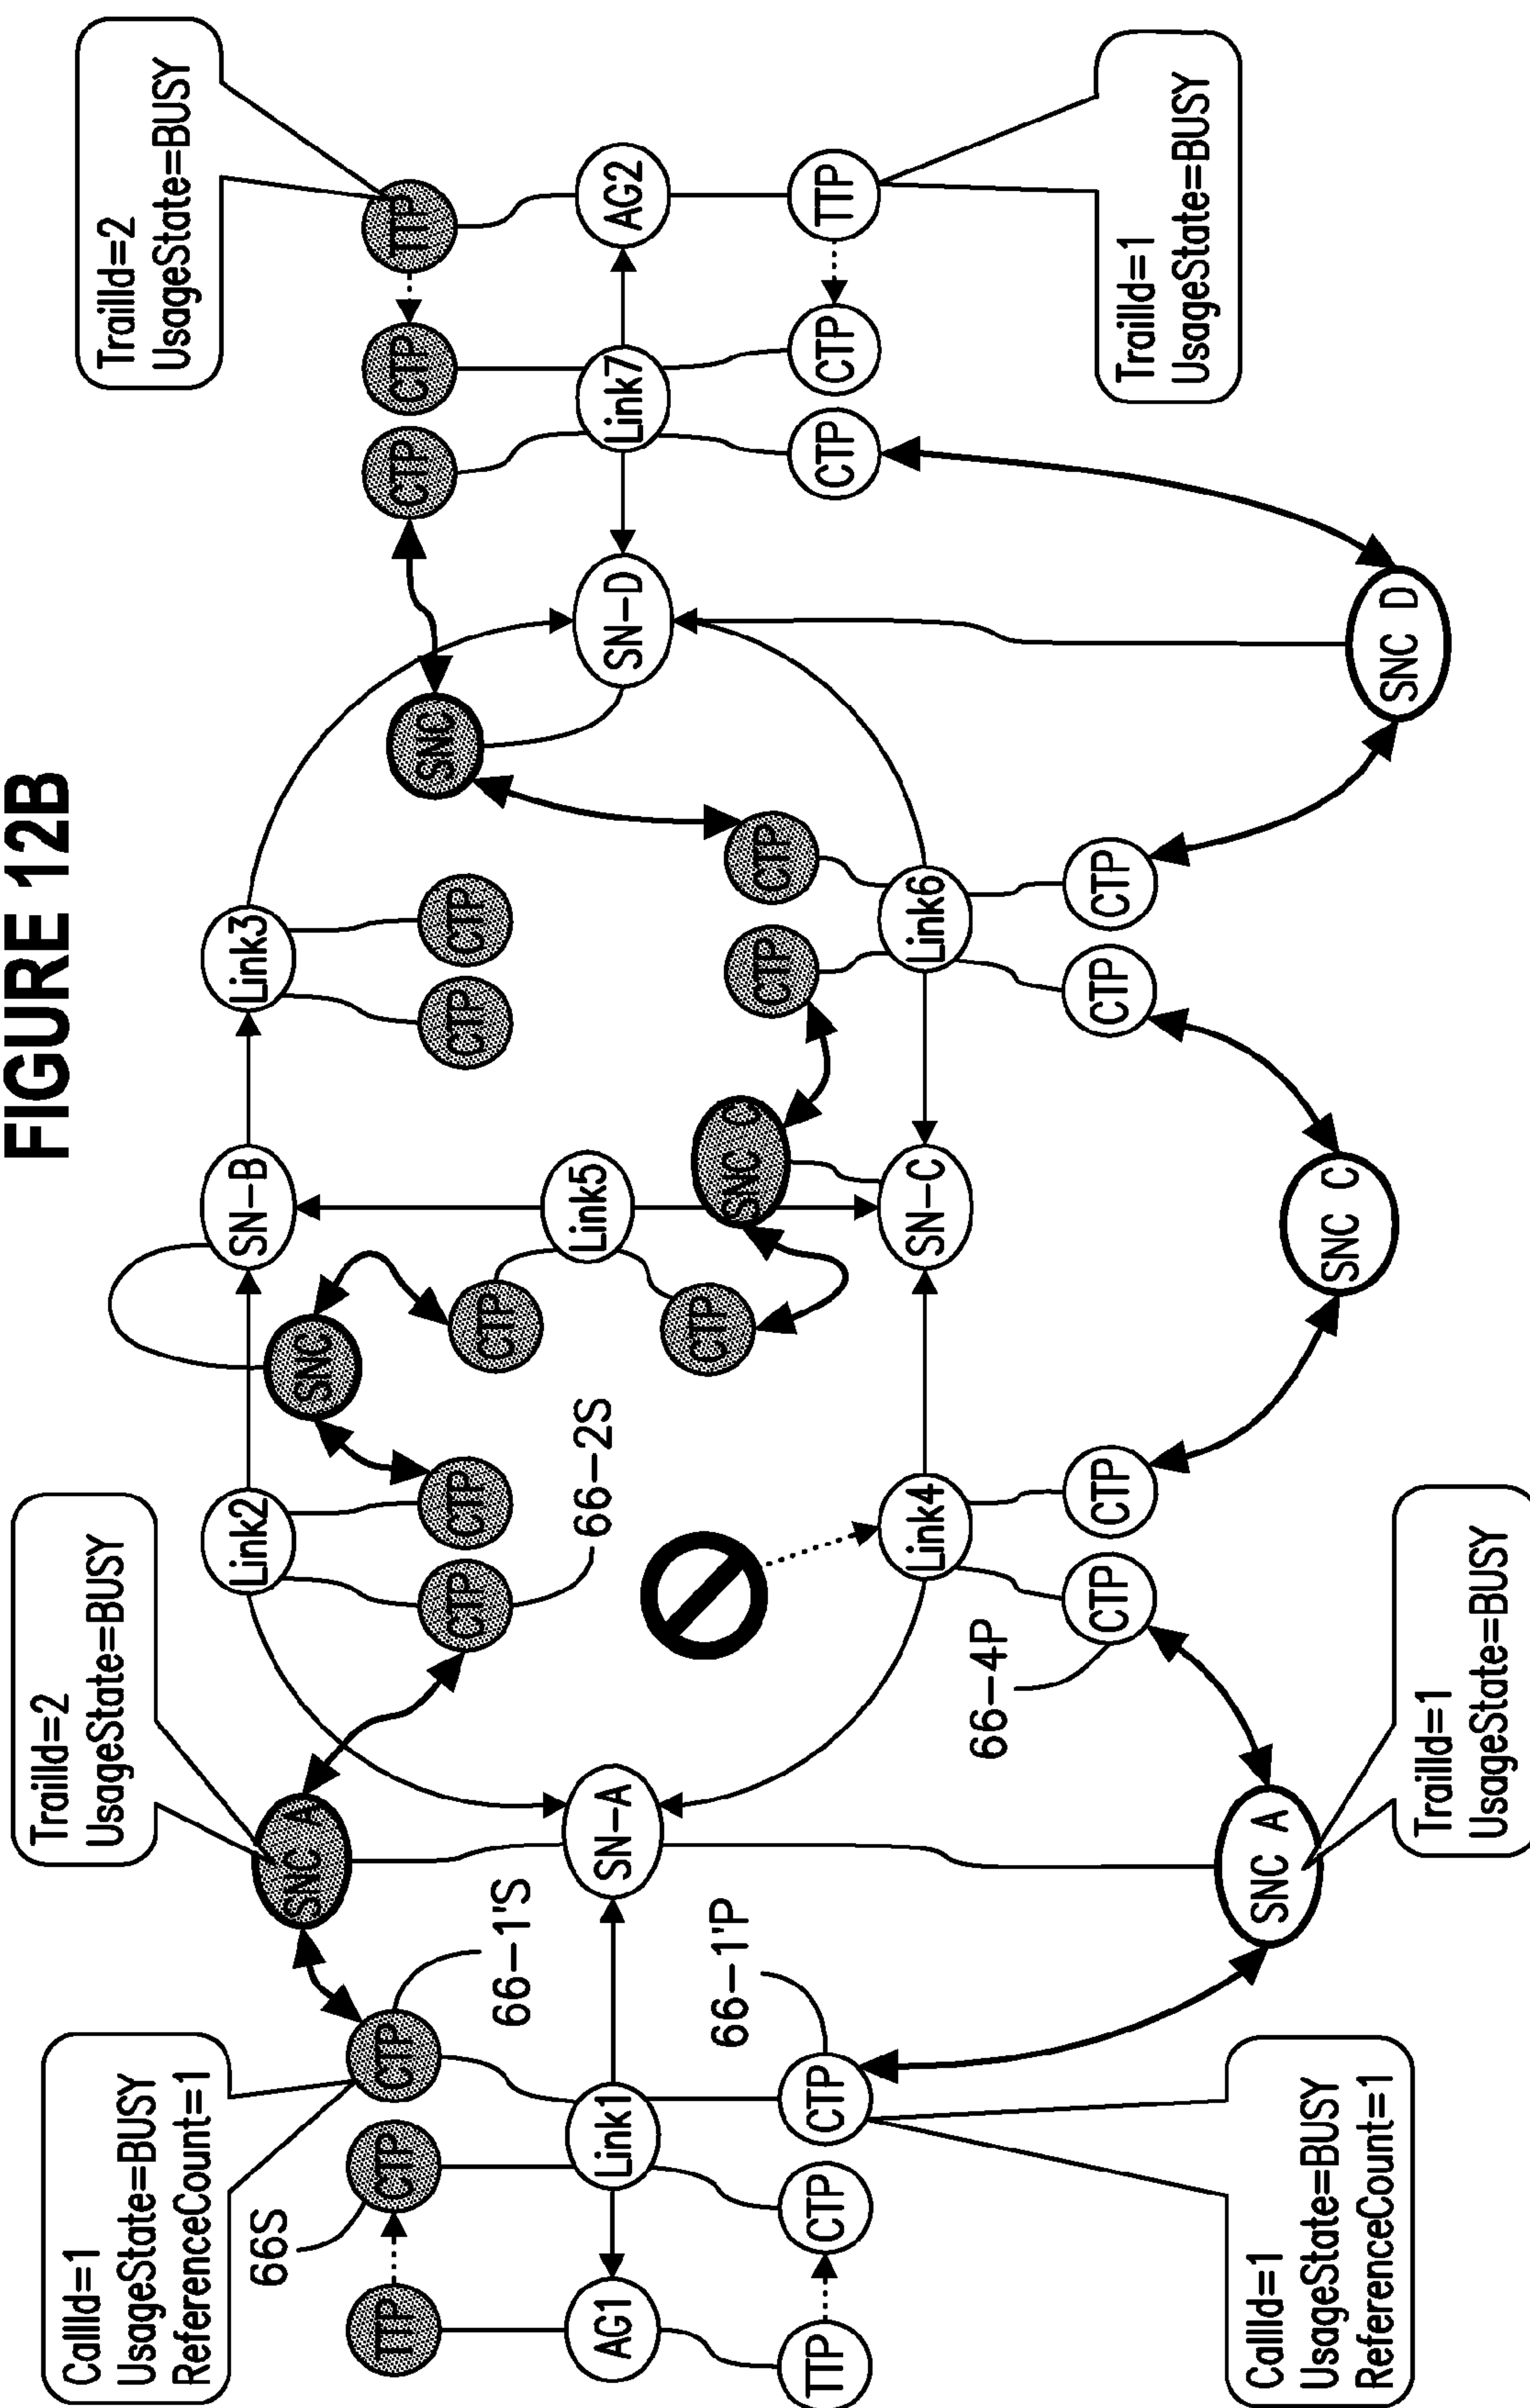 FIGURE 12B
TrailId=2
UsageState=BUSY
TrailId=2
UsageState=BUSY
CallId=1
UsageState=BUSY
ReferenceCount=1
66S
TTP
CTP
CTP
66-1'S
SNC A
Link2
CTP
CTP
66-2S
SNC
SN-B
Link3
CTP
CTP
SNC
CTP
CTP
TTP
CTP
CTP
Link5
SNC C
CTP
CTP
AG1
Link1
SN-A
SN-D
Link7
AG2
TTP
CTP
CTP
66-1'P
Link4
SN-C
Link6
CTP
CTP
TTP
66-4P
CTP
CTP
CTP
CTP
SNC A
SNC C
SNC D
CallId=1
UsageState=BUSY
ReferenceCount=1
TrailId=1
UsageState=BUSY
TrailId=1
UsageState=BUSY